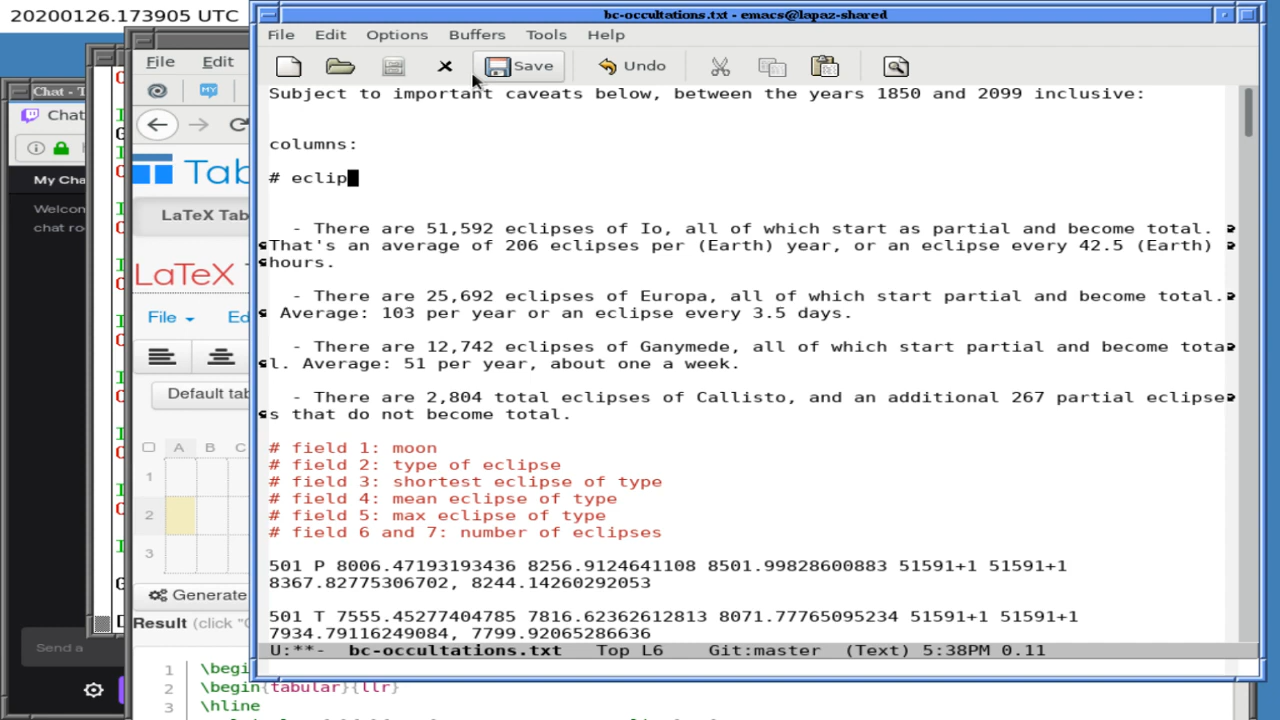 20200126.173905 UTC
bc-occultations.txt - emacs@lapaz-shared
File Edit Options Buffers Tools Help
Save Undo
Subject to important caveats below, between the years 1850 and 2099 inclusive:
columns:
# eclip
- There are 51,592 eclipses of Io, all of which start as partial and become total.
That's an average of 206 eclipses per (Earth) year, or an eclipse every 42.5 (Earth)
hours.
- There are 25,692 eclipses of Europa, all of which start partial and become total.
Average: 103 per year or an eclipse every 3.5 days.
- There are 12,742 eclipses of Ganymede, all of which start partial and become tota
l. Average: 51 per year, about one a week.
- There are 2,804 total eclipses of Callisto, and an additional 267 partial eclipse
s that do not become total.
# field 1: moon
# field 2: type of eclipse
# field 3: shortest eclipse of type
# field 4: mean eclipse of type
# field 5: max eclipse of type
# field 6 and 7: number of eclipses
501 P 8006.47193193436 8256.9124641108 8501.99828600883 51591+1 51591+1
8367.82775306702, 8244.14260292053
501 T 7555.45277404785 7816.62362612813 8071.77765095234 51591+1 51591+1
7934.79116249084, 7799.92065286636
U:**- bc-occultations.txt Top L6 Git:master (Text) 5:38PM 0.11
Chat - T
Chat
My Cha
Welcon
chat ro
Send a
File Edit
Tab
LaTeX Tab
LaTeX
File Ed
Default tab
A B C
1
2
3
Generate
Result (click "C
1 \begi
2 \begin{tabular}{llr}
3 \hline